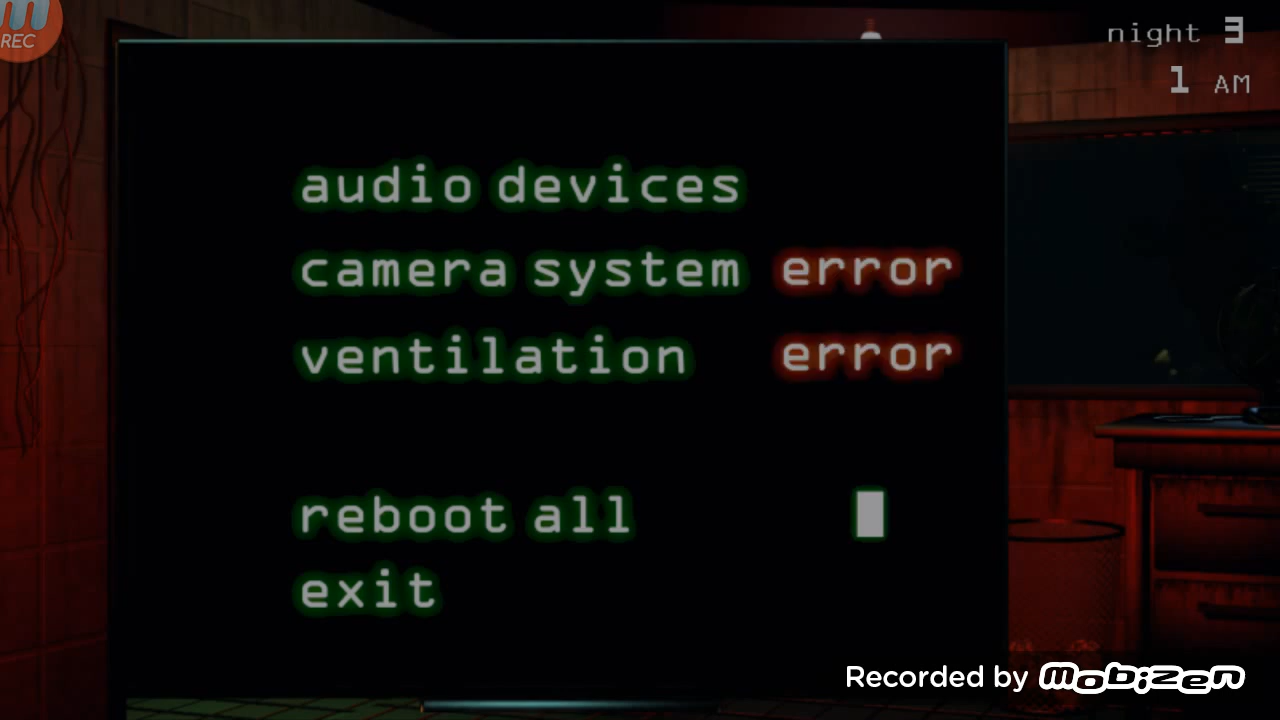 m
REC
night 3
1 AM
audio devices
camera system error
ventilation error
reboot all
exit
Recorded by mobizen